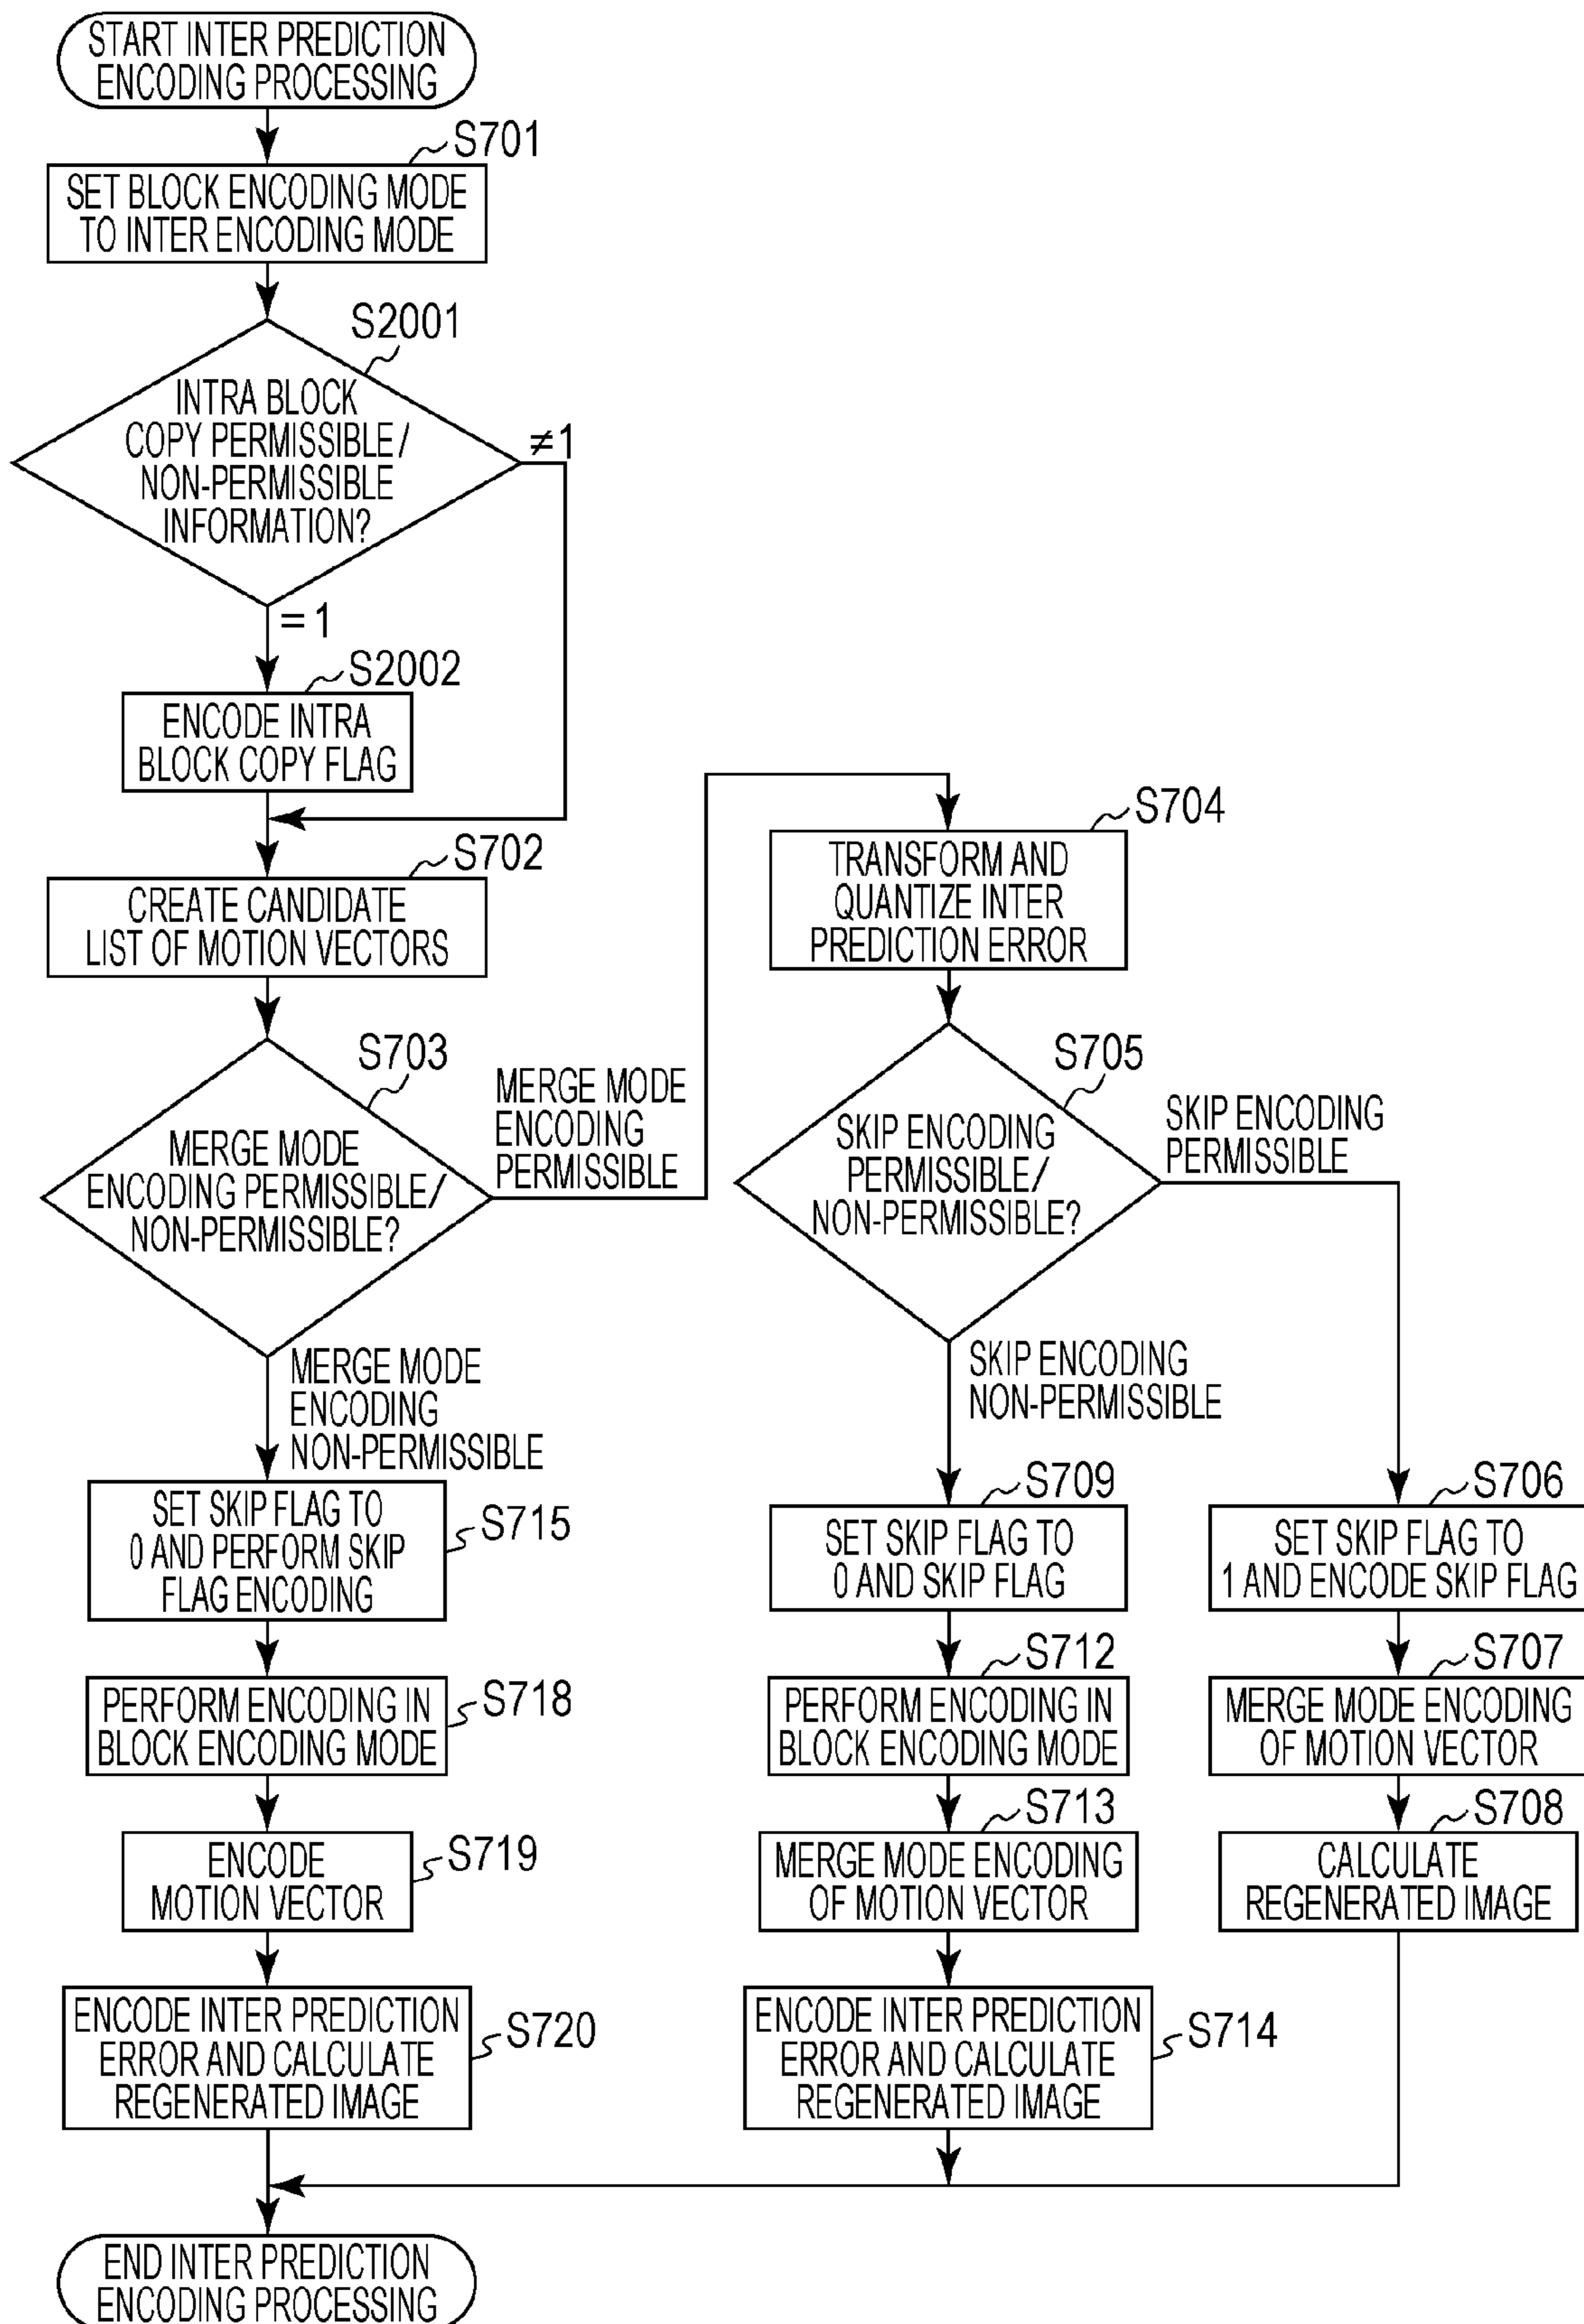 START INTER PREDICTION
ENCODING PROCESSING
S701
SET BLOCK ENCODING MODE
TO INTER ENCODING MODE
S2001
INTRA BLOCK
COPY PERMISSIBLE /
NON-PERMISSIBLE
INFORMATION?
≠1
= 1
S2002
ENCODE INTRA
BLOCK COPY FLAG
S702
CREATE CANDIDATE
LIST OF MOTION VECTORS
S703
MERGE MODE
ENCODING PERMISSIBLE/
NON-PERMISSIBLE?
MERGE MODE
ENCODING
PERMISSIBLE
MERGE MODE
ENCODING
NON-PERMISSIBLE
S715
SET SKIP FLAG TO
0 AND PERFORM SKIP
FLAG ENCODING
S718
PERFORM ENCODING IN
BLOCK ENCODING MODE
S719
ENCODE
MOTION VECTOR
S720
ENCODE INTER PREDICTION
ERROR AND CALCULATE
REGENERATED IMAGE
S704
TRANSFORM AND
QUANTIZE INTER
PREDICTION ERROR
S705
SKIP ENCODING
PERMISSIBLE/
NON-PERMISSIBLE?
SKIP ENCODING
PERMISSIBLE
SKIP ENCODING
NON-PERMISSIBLE
S709
SET SKIP FLAG TO
0 AND SKIP FLAG
S712
PERFORM ENCODING IN
BLOCK ENCODING MODE
S713
MERGE MODE ENCODING
OF MOTION VECTOR
S714
ENCODE INTER PREDICTION
ERROR AND CALCULATE
REGENERATED IMAGE
S706
SET SKIP FLAG TO
1 AND ENCODE SKIP FLAG
S707
MERGE MODE ENCODING
OF MOTION VECTOR
S708
CALCULATE
REGENERATED IMAGE
END INTER PREDICTION
ENCODING PROCESSING